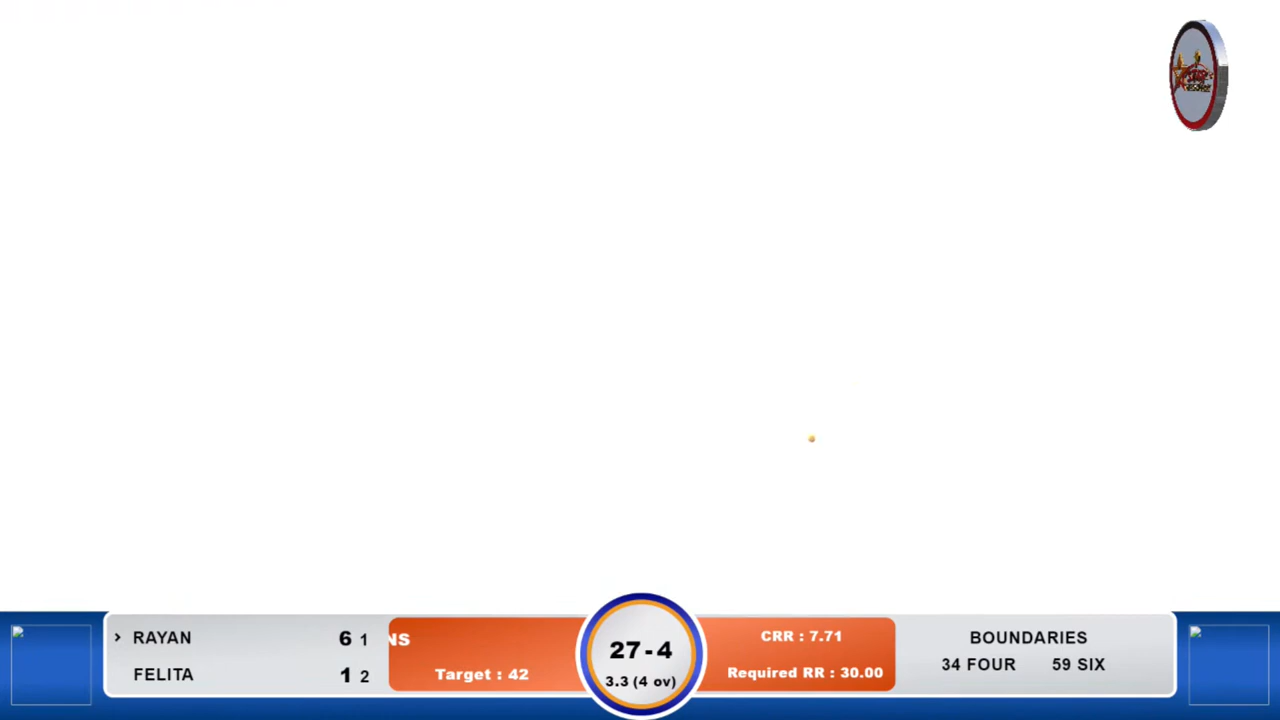 RAYAN 6 1
FELITA 1 2
NS
Target : 42
27-4
3.3 (4 ov)
CRR : 7.71
Required RR : 30.00
BOUNDARIES
34 FOUR 59 SIX